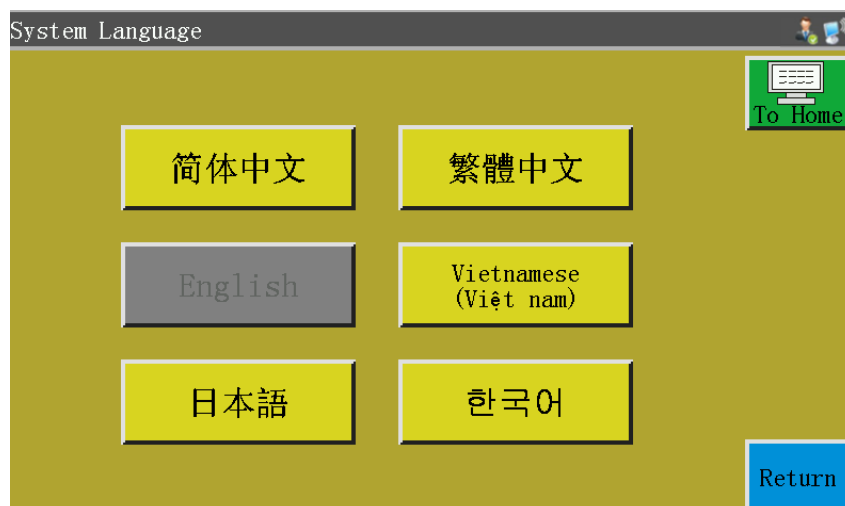 System Language
To Home
简体中文
繁體中文
English
Vietnamese
(Việt nam)
日本語
한국어
Return